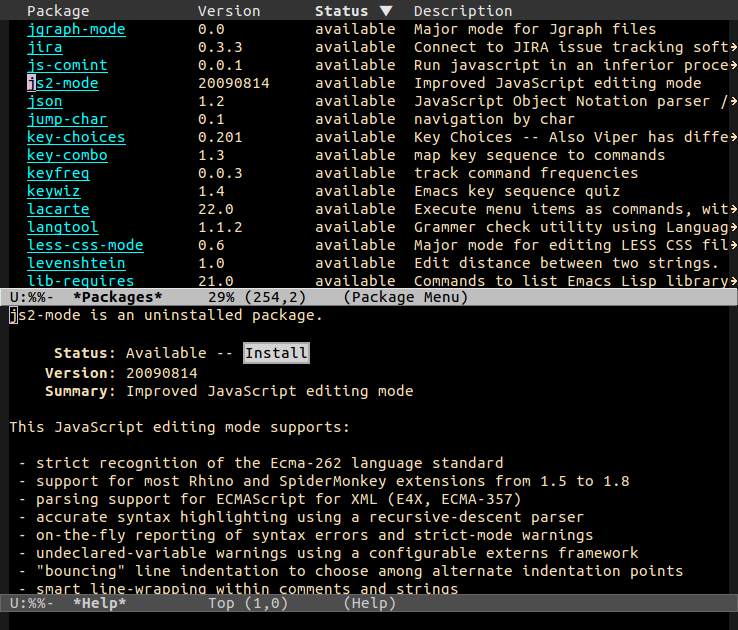 Package Version Status ▼ Description
jgraph-mode 0.0 available Major mode for Jgraph files
jira 0.3.3 available Connect to JIRA issue tracking soft→
js-comint 0.0.1 available Run javascript in an inferior proce→
js2-mode 20090814 available Improved JavaScript editing mode
json 1.2 available JavaScript Object Notation parser /→
jump-char 0.1 available navigation by char
key-choices 0.201 available Key Choices -- Also Viper has diffe→
key-combo 1.3 available map key sequence to commands
keyfreq 0.0.3 available track command frequencies
keywiz 1.4 available Emacs key sequence quiz
lacarte 22.0 available Execute menu items as commands, wit→
langtool 1.1.2 available Grammer check utility using Languag→
less-css-mode 0.6 available Major mode for editing LESS CSS fil→
levenshtein 1.0 available Edit distance between two strings.
lib-requires 21.0 available Commands to list Emacs Lisp library→
U:%%- *Packages* 29% (254,2) (Package Menu)
js2-mode is an uninstalled package.
Status: Available -- Install
Version: 20090814
Summary: Improved JavaScript editing mode
This JavaScript editing mode supports:
- strict recognition of the Ecma-262 language standard
- support for most Rhino and SpiderMonkey extensions from 1.5 to 1.8
- parsing support for ECMAScript for XML (E4X, ECMA-357)
- accurate syntax highlighting using a recursive-descent parser
- on-the-fly reporting of syntax errors and strict-mode warnings
- undeclared-variable warnings using a configurable externs framework
- "bouncing" line indentation to choose among alternate indentation points
- smart line-wrapping within comments and strings
U:%%- *Help* Top (1,0) (Help)